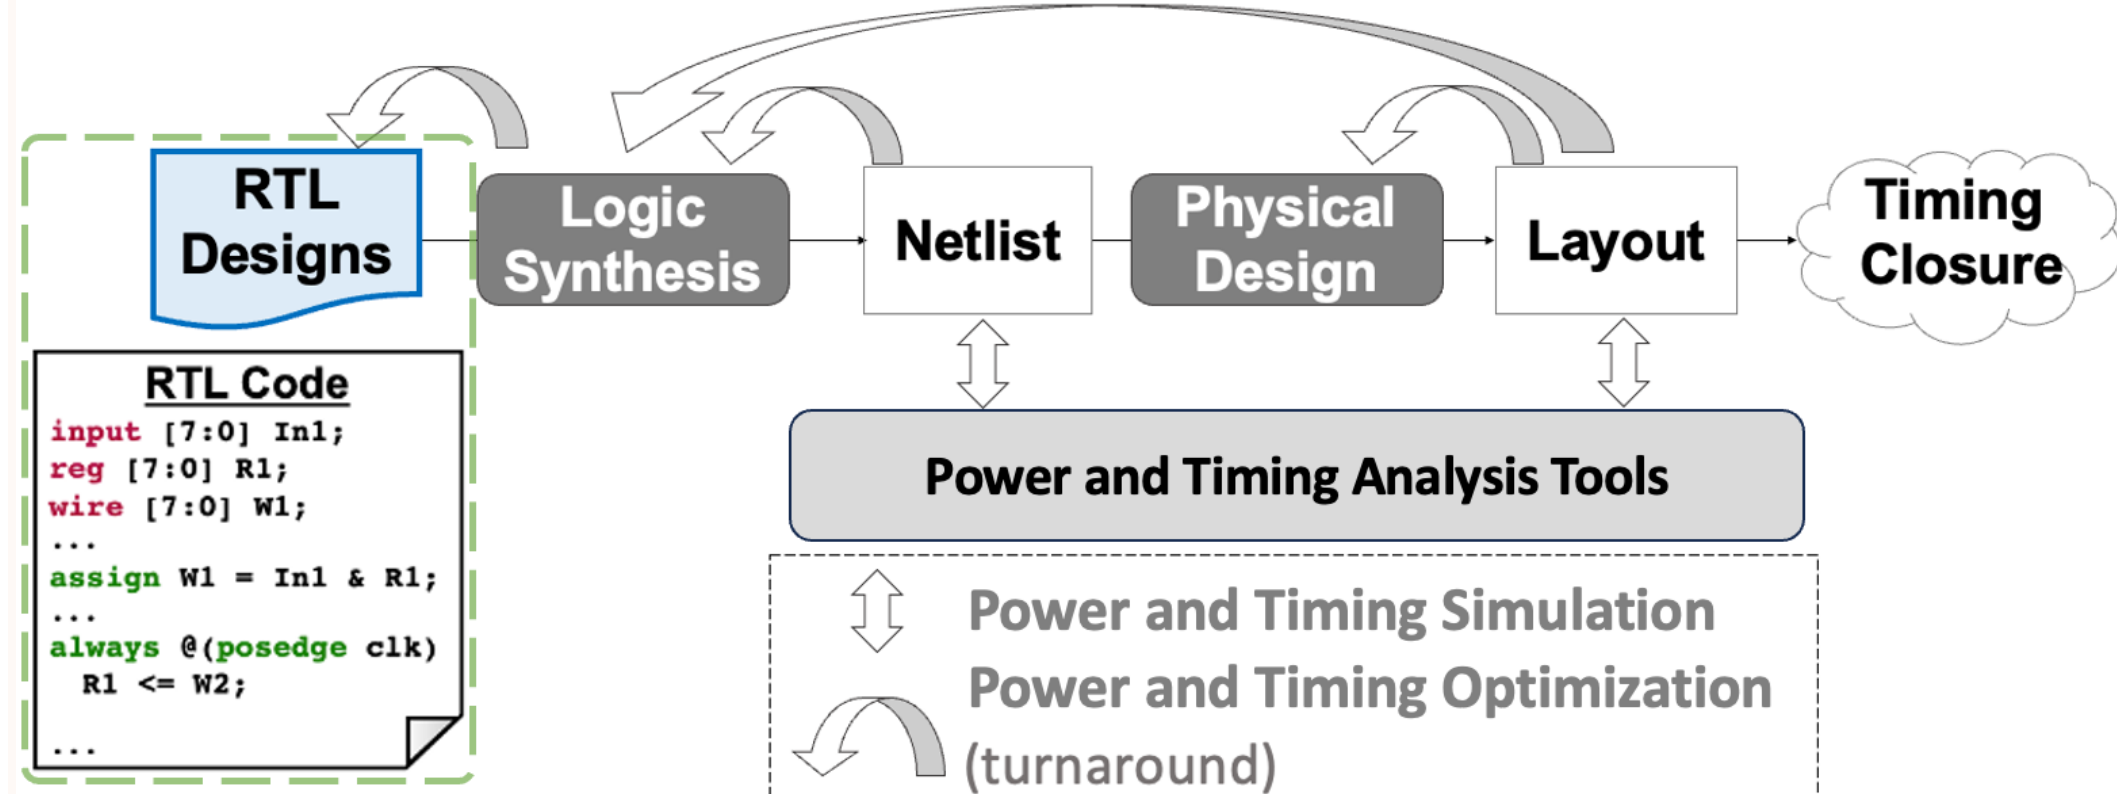 RTL
Designs
Logic
Synthesis
Netlist
Physical
Design
Layout
Timing
Closure
RTL Code
input [7:0] In1;
reg [7:0] R1;
wire [7:0] W1;
...
assign W1 = In1 & R1;
...
always @(posedge clk)
R1 <= W2;
...
Power and Timing Analysis Tools
Power and Timing Simulation
Power and Timing Optimization
(turnaround)